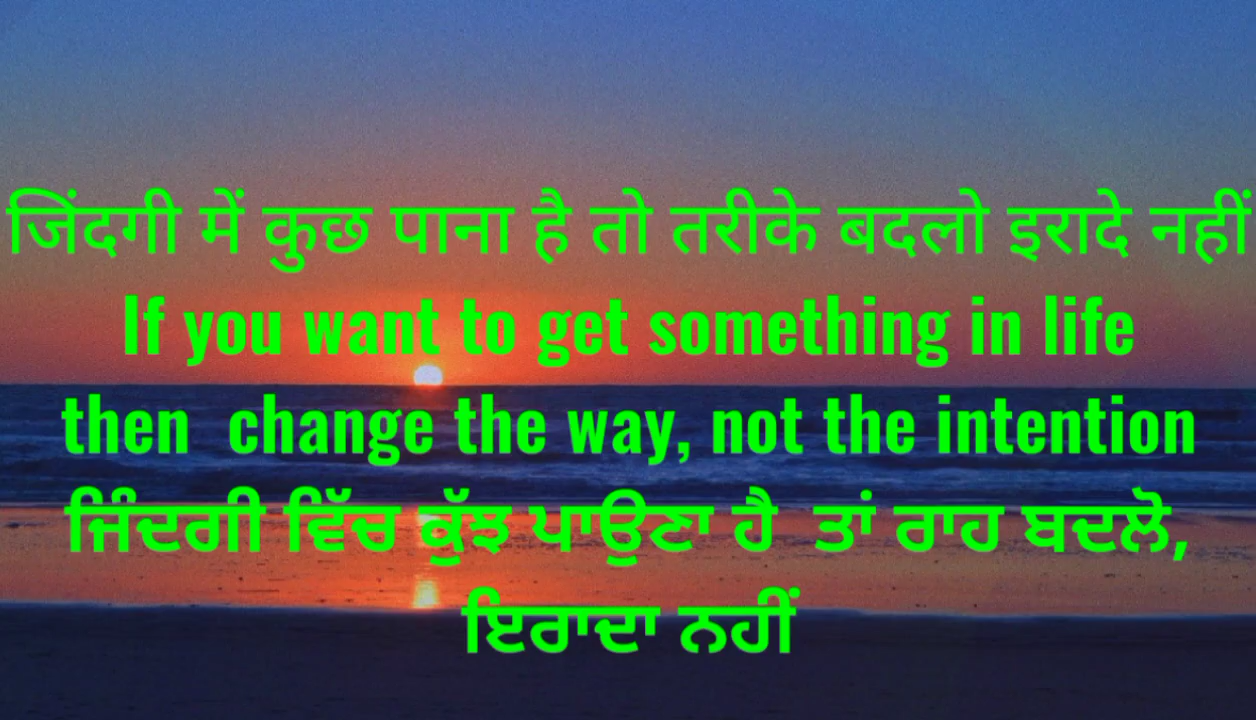 जिंदगी में कुछ पाना है तो तरीके बदलो इरादे नहीं
If you want to get something in life
then  change the way, not the intention
ਜਿੰਦਗੀ ਵਿੱਚ ਕੁੱਝ ਪਾਉਣਾ ਹੈ  ਤਾਂ ਰਾਹ ਬਦਲੋ,
ਇਰਾਦਾ ਨਹੀਂ